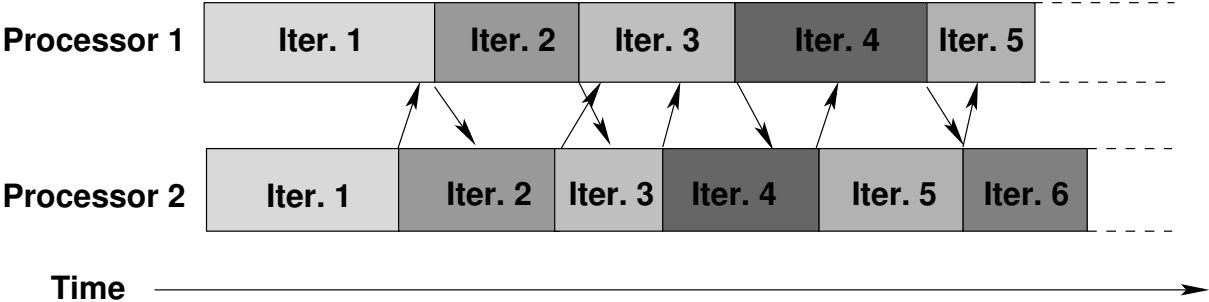 Processor 1 Iter. 1 Iter. 2 Iter. 3 Iter. 4 Iter. 5
Processor 2 Iter. 1 Iter. 2 Iter. 3 Iter. 4 Iter. 5 Iter. 6
Time